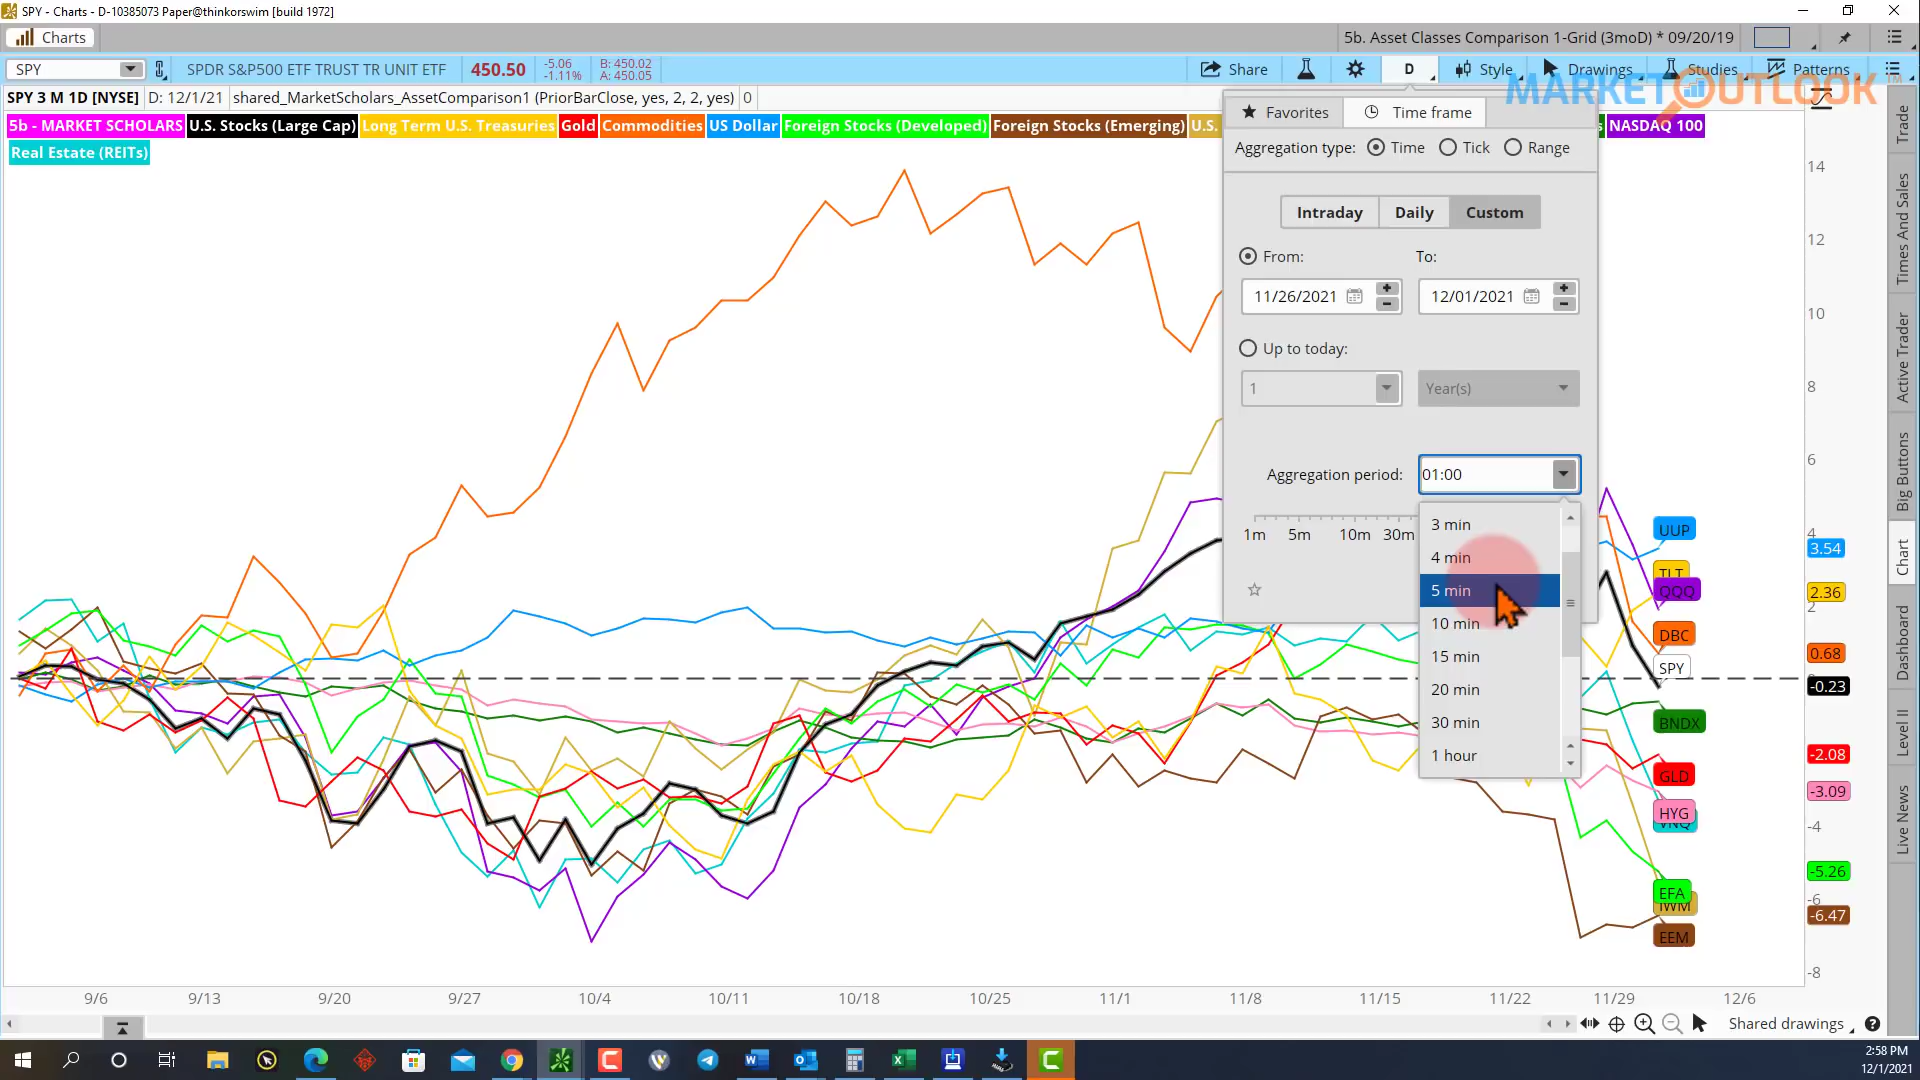 SPY - Charts - D-10385073 Paper@thinkorswim [build 1972]
Charts
5b. Asset Classes Comparison 1-Grid (3moD) * 09/20/19
SPY
SPDR S&P500 ETF TRUST TR UNIT ETF
450.50
-5.06
-1.11%
B: 450.02
A: 450.05
Share
D
Style
Drawings
Studies
Patterns
MARKETOUTLOOK
SPY 3 M 1D [NYSE]
D: 12/1/21
shared_MarketScholars_AssetComparison1 (PriorBarClose, yes, 2, 2, yes)
0
5b - MARKET SCHOLARS
U.S. Stocks (Large Cap)
Long Term U.S. Treasuries
Gold
Commodities
US Dollar
Foreign Stocks (Developed)
Foreign Stocks (Emerging)
U.S.
s
NASDAQ 100
Real Estate (REITs)
Favorites
Time frame
Aggregation type:
Time
Tick
Range
Intraday
Daily
Custom
From:
To:
11/26/2021
12/01/2021
Up to today:
1
Year(s)
Aggregation period:
01:00
1m
5m
10m
30m
3 min
4 min
5 min
10 min
15 min
20 min
30 min
1 hour
14
12
10
8
6
4
2
-4
-6
-8
3.54
2.36
0.68
-0.23
-2.08
-3.09
-5.26
-6.47
UUP
TLT
QQQ
DBC
SPY
BNDX
GLD
HYG
VNQ
EFA
IWM
EEM
9/6
9/13
9/20
9/27
10/4
10/11
10/18
10/25
11/1
11/8
11/15
11/22
11/29
12/6
Trade
Times And Sales
Active Trader
Big Buttons
Chart
Dashboard
Level II
Live News
Shared drawings
2:58 PM
12/1/2021